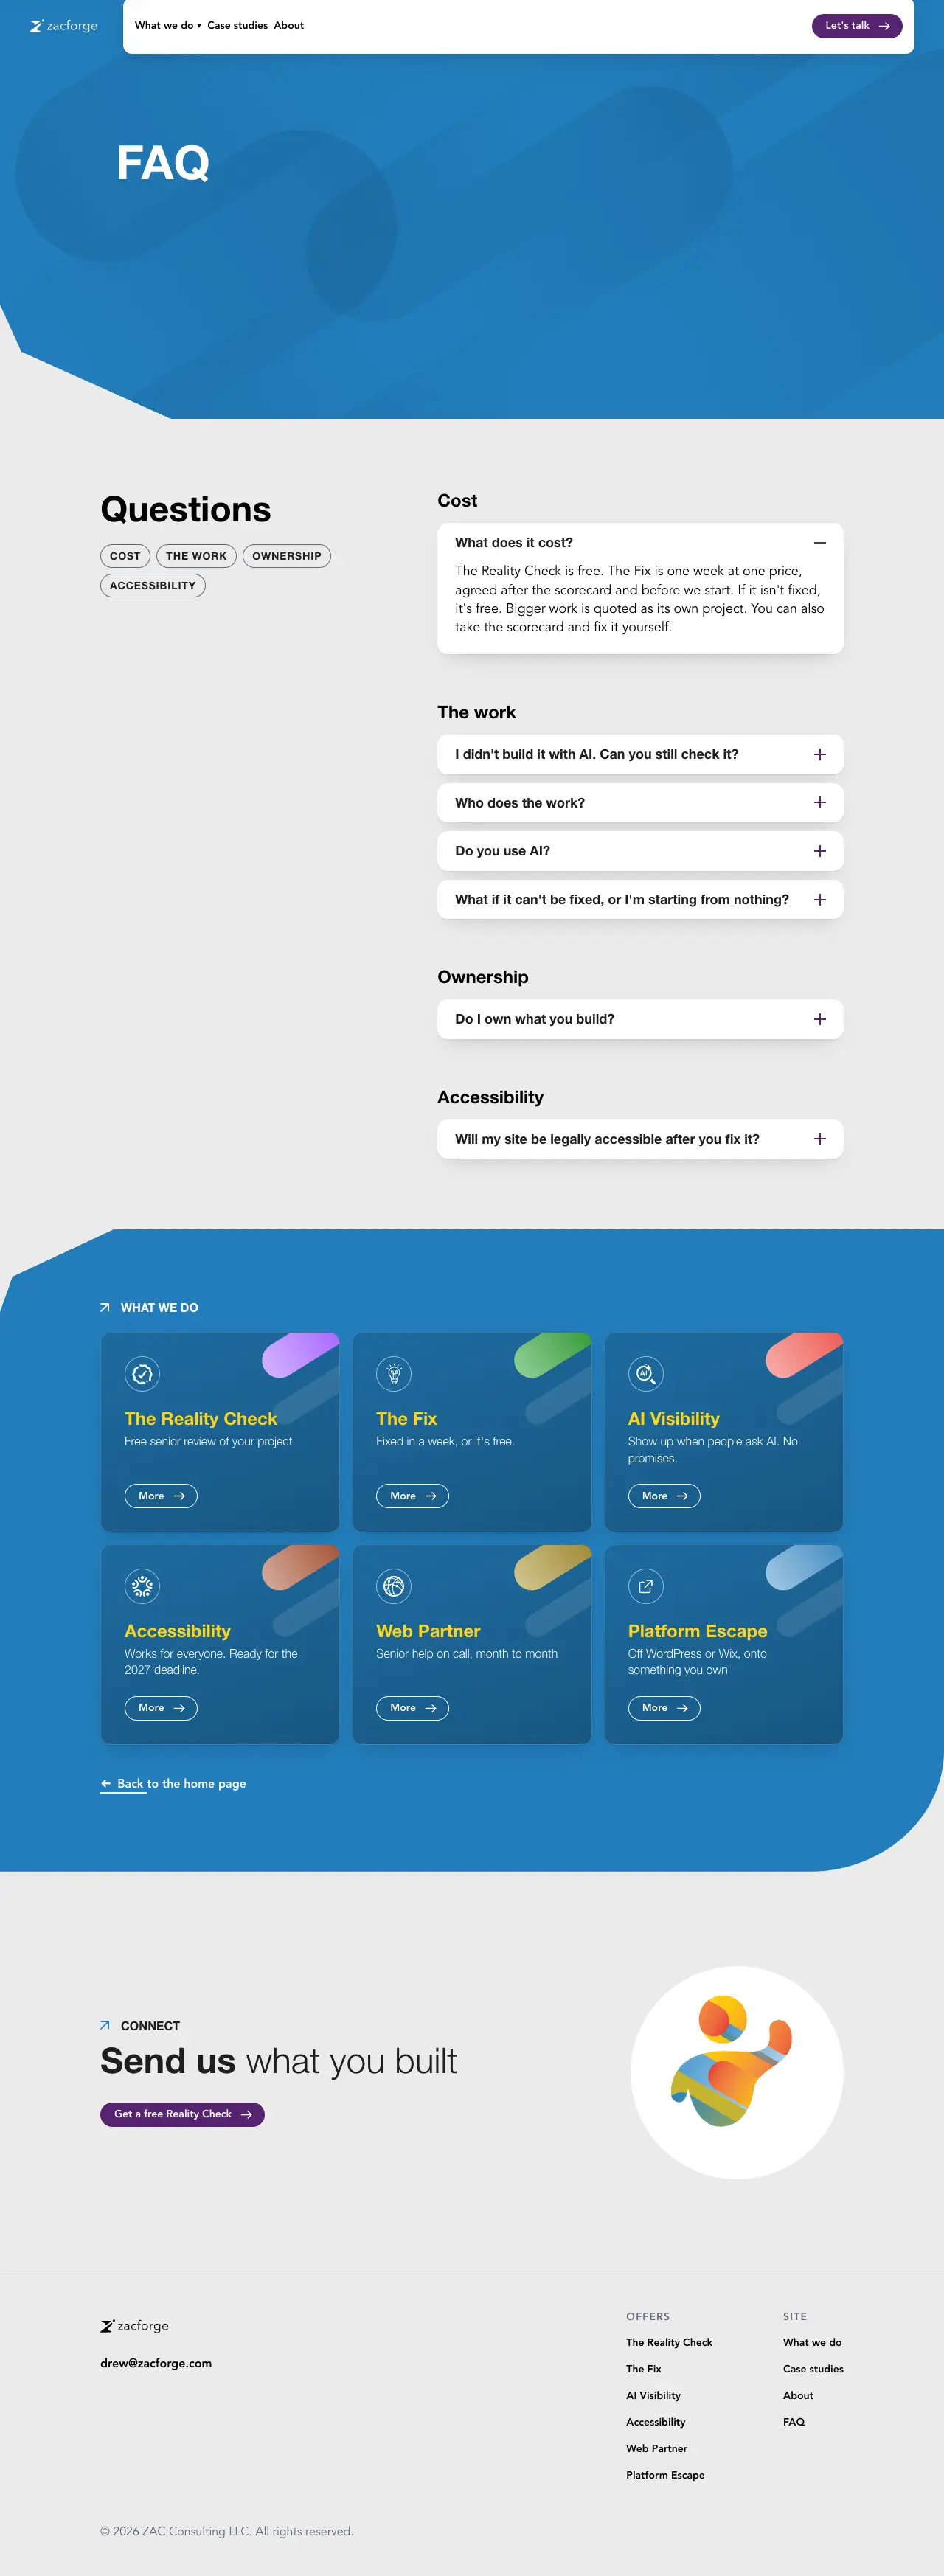 zacforge
What we do ▾ Case studies About
Let's talk
FAQ
Questions
COST
THE WORK
OWNERSHIP
ACCESSIBILITY
Cost
What does it cost?
The Reality Check is free. The Fix is one week at one price,
agreed after the scorecard and before we start. If it isn't fixed,
it's free. Bigger work is quoted as its own project. You can also
take the scorecard and fix it yourself.
The work
I didn't build it with AI. Can you still check it?
Who does the work?
Do you use AI?
What if it can't be fixed, or I'm starting from nothing?
Ownership
Do I own what you build?
Accessibility
Will my site be legally accessible after you fix it?
WHAT WE DO
The Reality Check
Free senior review of your project
More
The Fix
Fixed in a week, or it's free.
More
AI
AI Visibility
Show up when people ask AI. No
promises.
More
Accessibility
Works for everyone. Ready for the
2027 deadline.
More
Web Partner
Senior help on call, month to month
More
Platform Escape
Off WordPress or Wix, onto
something you own
More
Back to the home page
CONNECT
Send us what you built
Get a free Reality Check
zacforge
drew@zacforge.com
OFFERS
The Reality Check
The Fix
AI Visibility
Accessibility
Web Partner
Platform Escape
SITE
What we do
Case studies
About
FAQ
© 2026 ZAC Consulting LLC. All rights reserved.